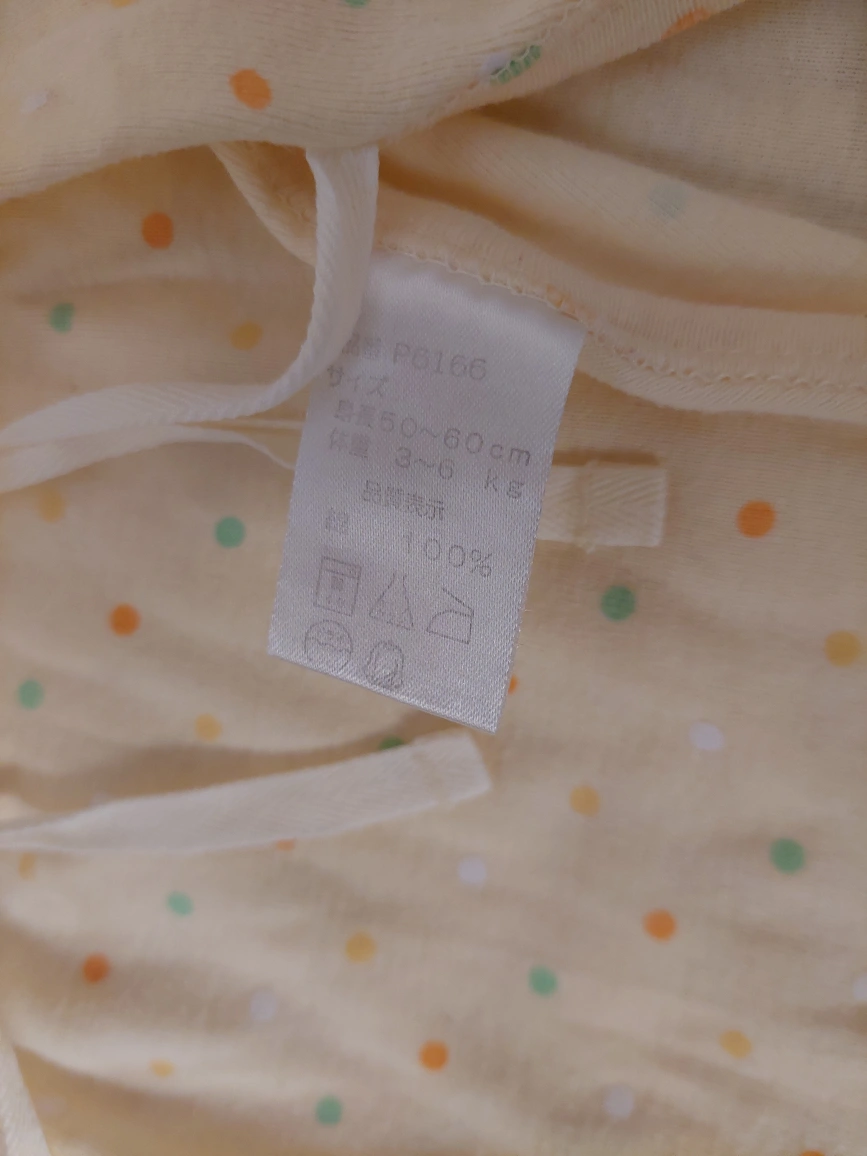 品番 P6166
サイズ
身長50～60cm
体重 3～6 kg
品質表示
綿 100%